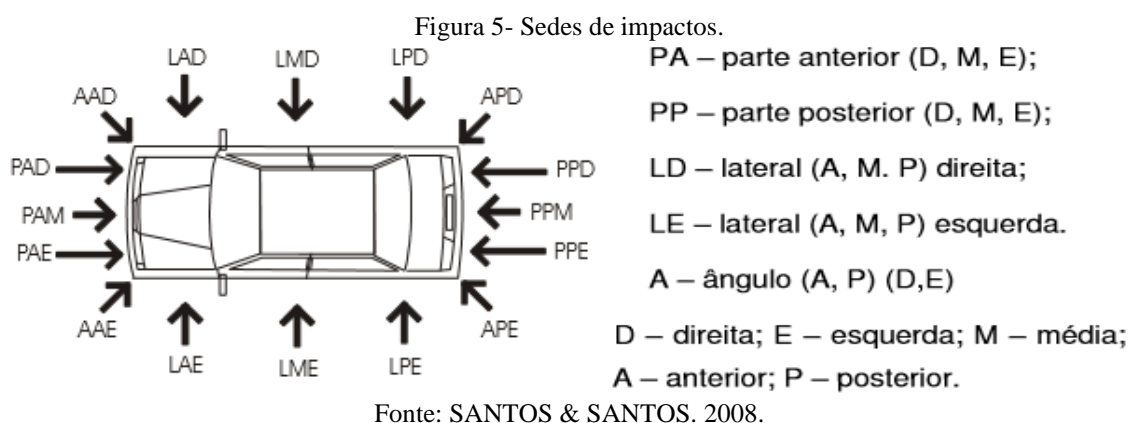 Figura 5- Sedes de impactos.
LAD LMD LPD
AAD APD
PAD PPD
PAM PPM
PAE PPE
AAE APE
LAE LME LPE
PA – parte anterior (D, M, E);
PP – parte posterior (D, M, E);
LD – lateral (A, M. P) direita;
LE – lateral (A, M, P) esquerda.
A – ângulo (A, P) (D,E)
D – direita; E – esquerda; M – média;
A – anterior; P – posterior.
Fonte: SANTOS & SANTOS. 2008.